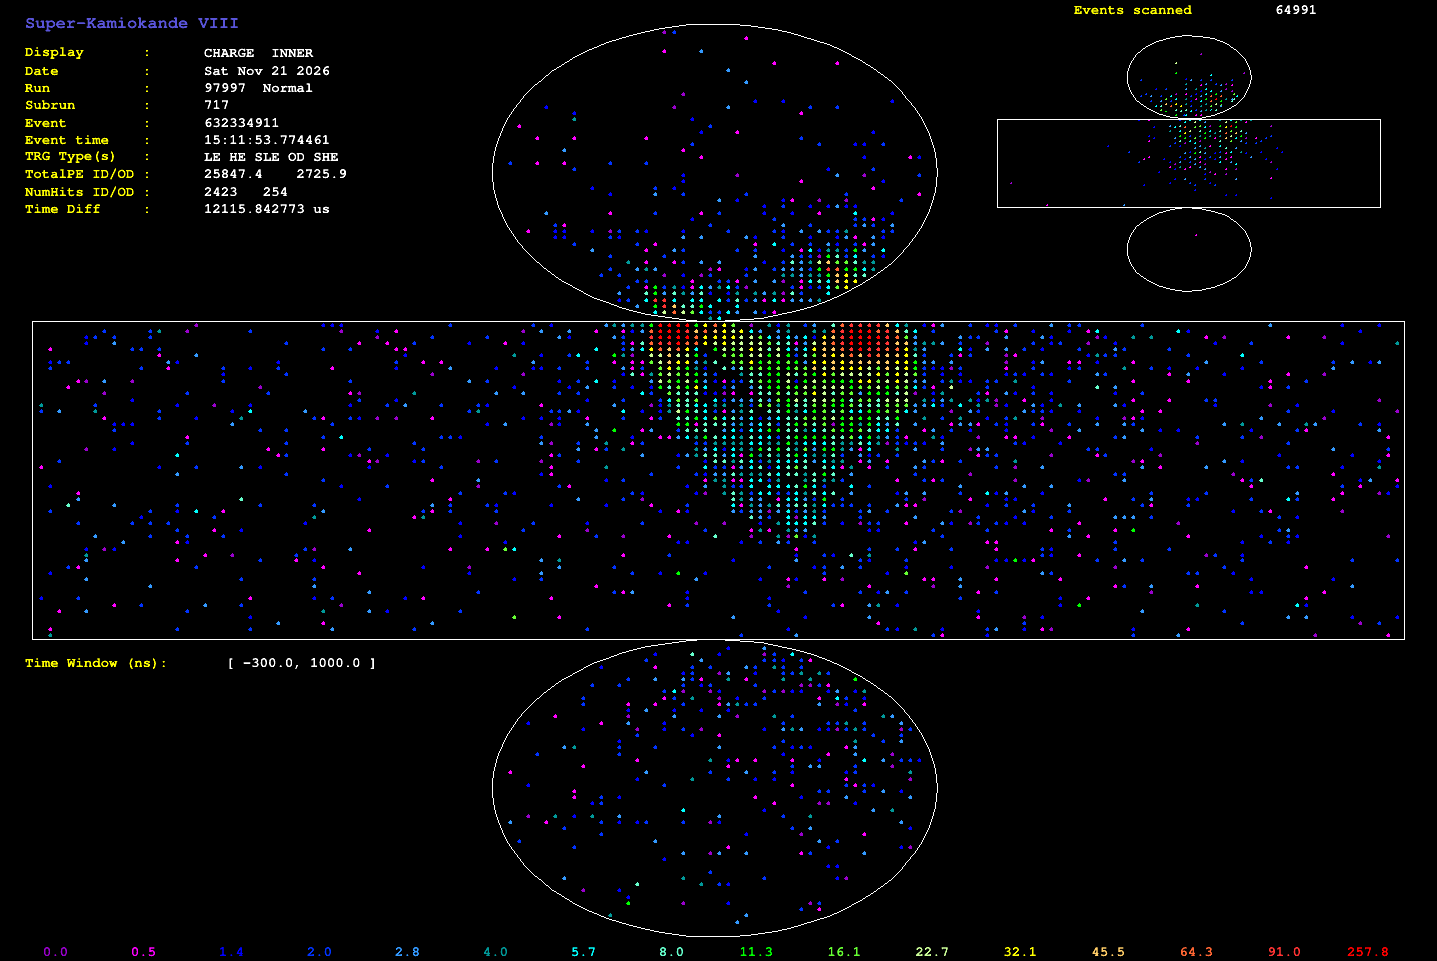 Super-Kamiokande VIII
Events scanned 64991
Display : CHARGE INNER
Date : Sat Nov 21 2026
Run : 97997 Normal
Subrun : 717
Event : 632334911
Event time : 15:11:53.774461
TRG Type(s) : LE HE SLE OD SHE
TotalPE ID/OD : 25847.4 2725.9
NumHits ID/OD : 2423 254
Time Diff : 12115.842773 us
Time Window (ns): [ -300.0, 1000.0 ]
0.0 0.5 1.4 2.0 2.8 4.0 5.7 8.0 11.3 16.1 22.7 32.1 45.5 64.3 91.0 257.8